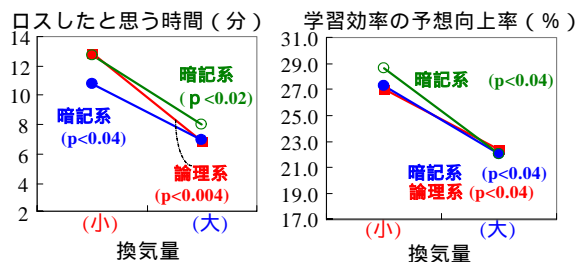 ロスしたと思う時間(分)
14
12
10
8
6
4
2
暗記系
(p<0.02)
暗記系
(p<0.04)
論理系
(p<0.004)
(小) (大)
換気量
学習効率の予想向上率(%)
31.0
29.0
27.0
25.0
23.0
21.0
19.0
17.0
暗記系 (p<0.04)
暗記系 (p<0.04)
論理系 (p<0.04)
(小) (大)
換気量